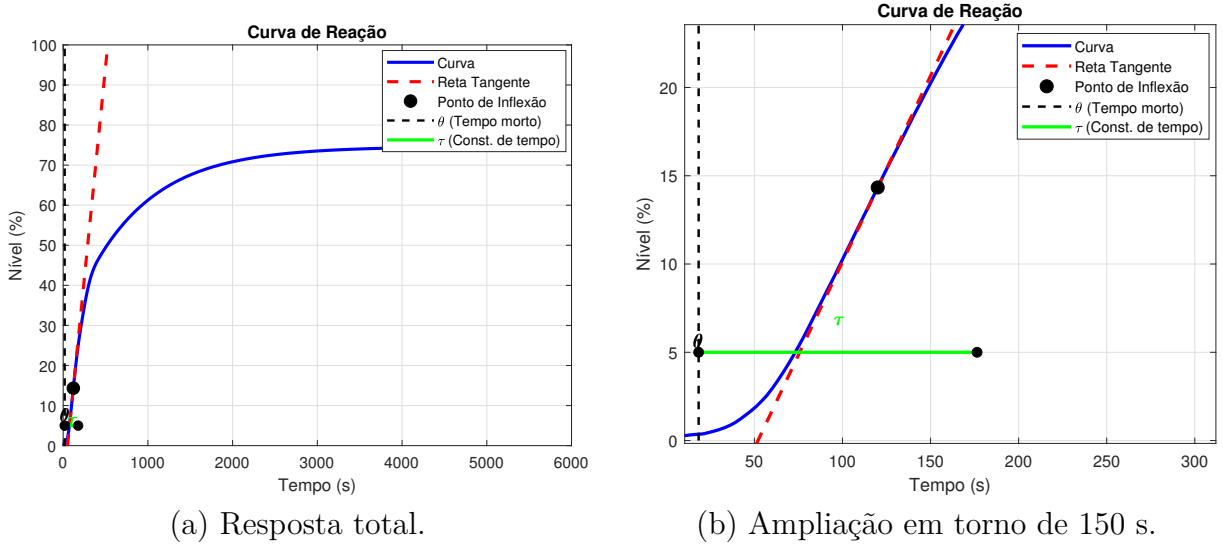 Curva de Reação
100
90
80
70
60
50
40
30
20
10
0
Nível (%)
0 1000 2000 3000 4000 5000 6000
Tempo (s)
Curva
Reta Tangente
Ponto de Inflexão
θ (Tempo morto)
τ (Const. de tempo)
θ
τ
(a) Resposta total.
Curva de Reação
20
15
10
5
0
Nível (%)
50 100 150 200 250 300
Tempo (s)
Curva
Reta Tangente
Ponto de Inflexão
θ (Tempo morto)
τ (Const. de tempo)
τ
θ
(b) Ampliação em torno de 150 s.